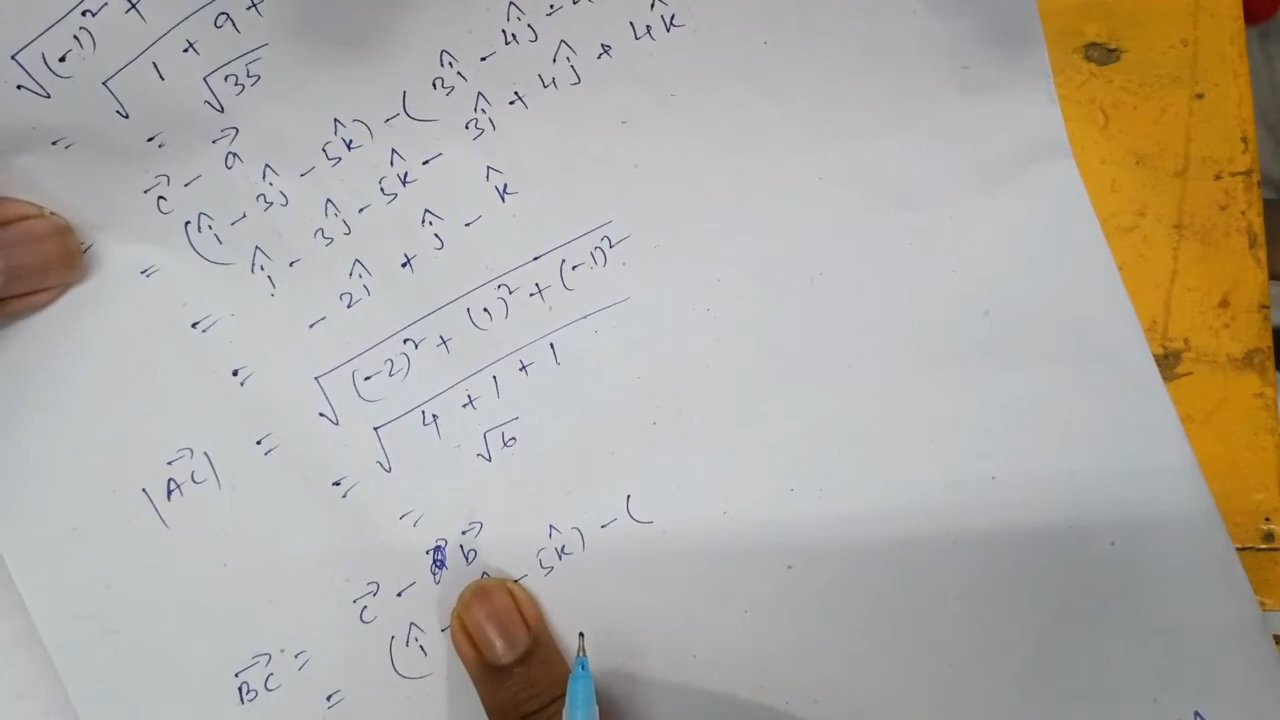 √(-1)² +
= √1 + 9 +
= √35
c⃗ - a⃗
= (î - 3ĵ - 5k̂) - (3î - 4ĵ -
= î - 3ĵ - 5k̂ - 3î + 4ĵ + 4k̂
= -2î + ĵ - k̂
|AC⃗| = √(-2)² + (1)² + (-1)²
= √4 + 1 + 1
= √6
BC⃗ = c⃗ - b⃗
= (î - - 5k̂) - (